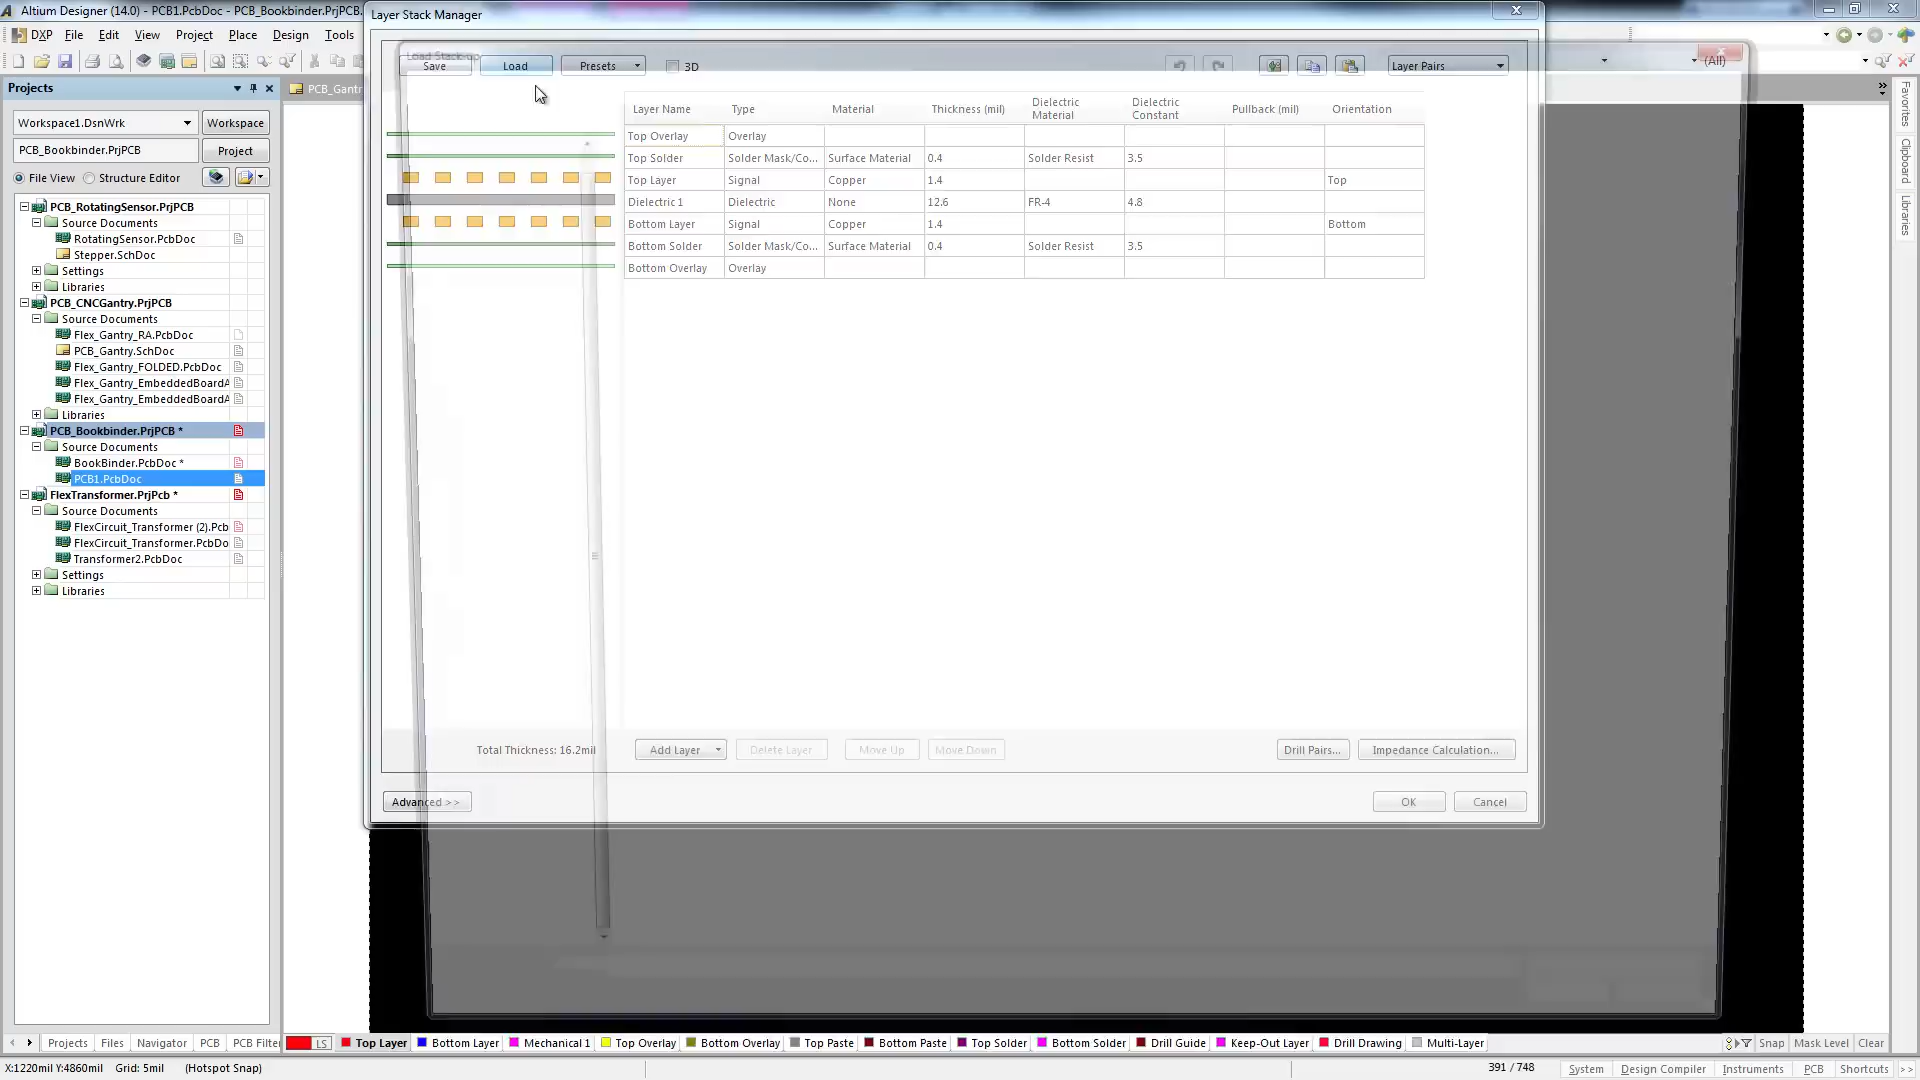 Altium Designer (14.0) - PCB1.PcbDoc - PCB_Bookbinder.PrjPCB.
Layer Stack Manager
DXP File Edit View Project Place Design Tools
Load Stack-up
Save Load Presets 3D Layer Pairs (All)
Projects
PCB_Gantr
Workspace1.DsnWrk Workspace
PCB_Bookbinder.PrjPCB Project
File View Structure Editor
PCB_RotatingSensor.PrjPCB
Source Documents
RotatingSensor.PcbDoc
Stepper.SchDoc
Settings
Libraries
PCB_CNCGantry.PrjPCB
Source Documents
Flex_Gantry_RA.PcbDoc
PCB_Gantry.SchDoc
Flex_Gantry_FOLDED.PcbDoc
Flex_Gantry_EmbeddedBoardA
Flex_Gantry_EmbeddedBoardA
Libraries
PCB_Bookbinder.PrjPCB *
Source Documents
BookBinder.PcbDoc *
PCB1.PcbDoc
FlexTransformer.PrjPcb *
Source Documents
FlexCircuit_Transformer (2).Pcb
FlexCircuit_Transformer.PcbDo
Transformer2.PcbDoc
Settings
Libraries
Layer Name Type Material Thickness (mil) Dielectric Material Dielectric Constant Pullback (mil) Orientation
Top Overlay Overlay
Top Solder Solder Mask/Co... Surface Material 0.4 Solder Resist 3.5
Top Layer Signal Copper 1.4 Top
Dielectric 1 Dielectric None 12.6 FR-4 4.8
Bottom Layer Signal Copper 1.4 Bottom
Bottom Solder Solder Mask/Co... Surface Material 0.4 Solder Resist 3.5
Bottom Overlay Overlay
Total Thickness: 16.2mil Add Layer Delete Layer Move Up Move Down Drill Pairs... Impedance Calculation...
Advanced >> OK Cancel
Favorites
Clipboard
Libraries
Projects Files Navigator PCB PCB Filter LS Top Layer Bottom Layer Mechanical 1 Top Overlay Bottom Overlay Top Paste Bottom Paste Top Solder Bottom Solder Drill Guide Keep-Out Layer Drill Drawing Multi-Layer Snap Mask Level Clear
X:1220mil Y:4860mil Grid: 5mil (Hotspot Snap) 391 / 748 System Design Compiler Instruments PCB Shortcuts >>